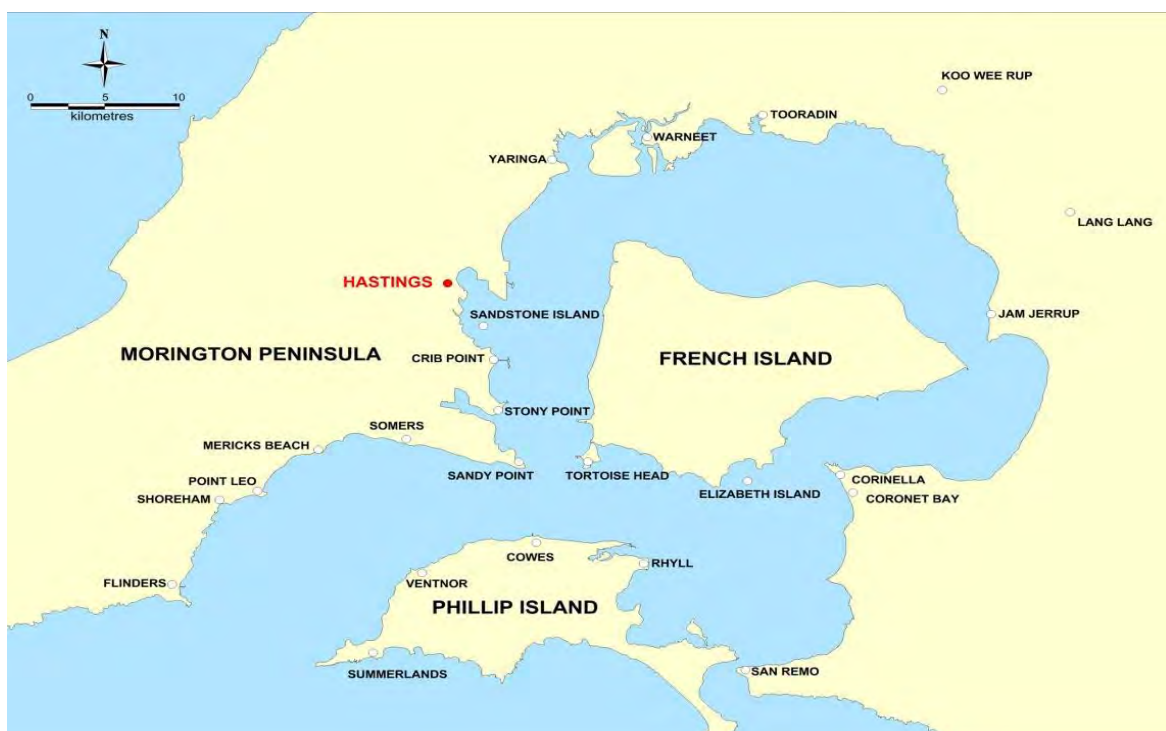 N
0 5 10
kilometres
KOO WEE RUP
TOORADIN
WARNEET
YARINGA
LANG LANG
HASTINGS
SANDSTONE ISLAND
JAM JERRUP
MORINGTON PENINSULA
CRIB POINT
FRENCH ISLAND
STONY POINT
SOMERS
MERICKS BEACH
SANDY POINT
TORTOISE HEAD
POINT LEO
CORINELLA
ELIZABETH ISLAND
SHOREHAM
CORONET BAY
COWES
RHYLL
FLINDERS
VENTNOR
PHILLIP ISLAND
SUMMERLANDS
SAN REMO